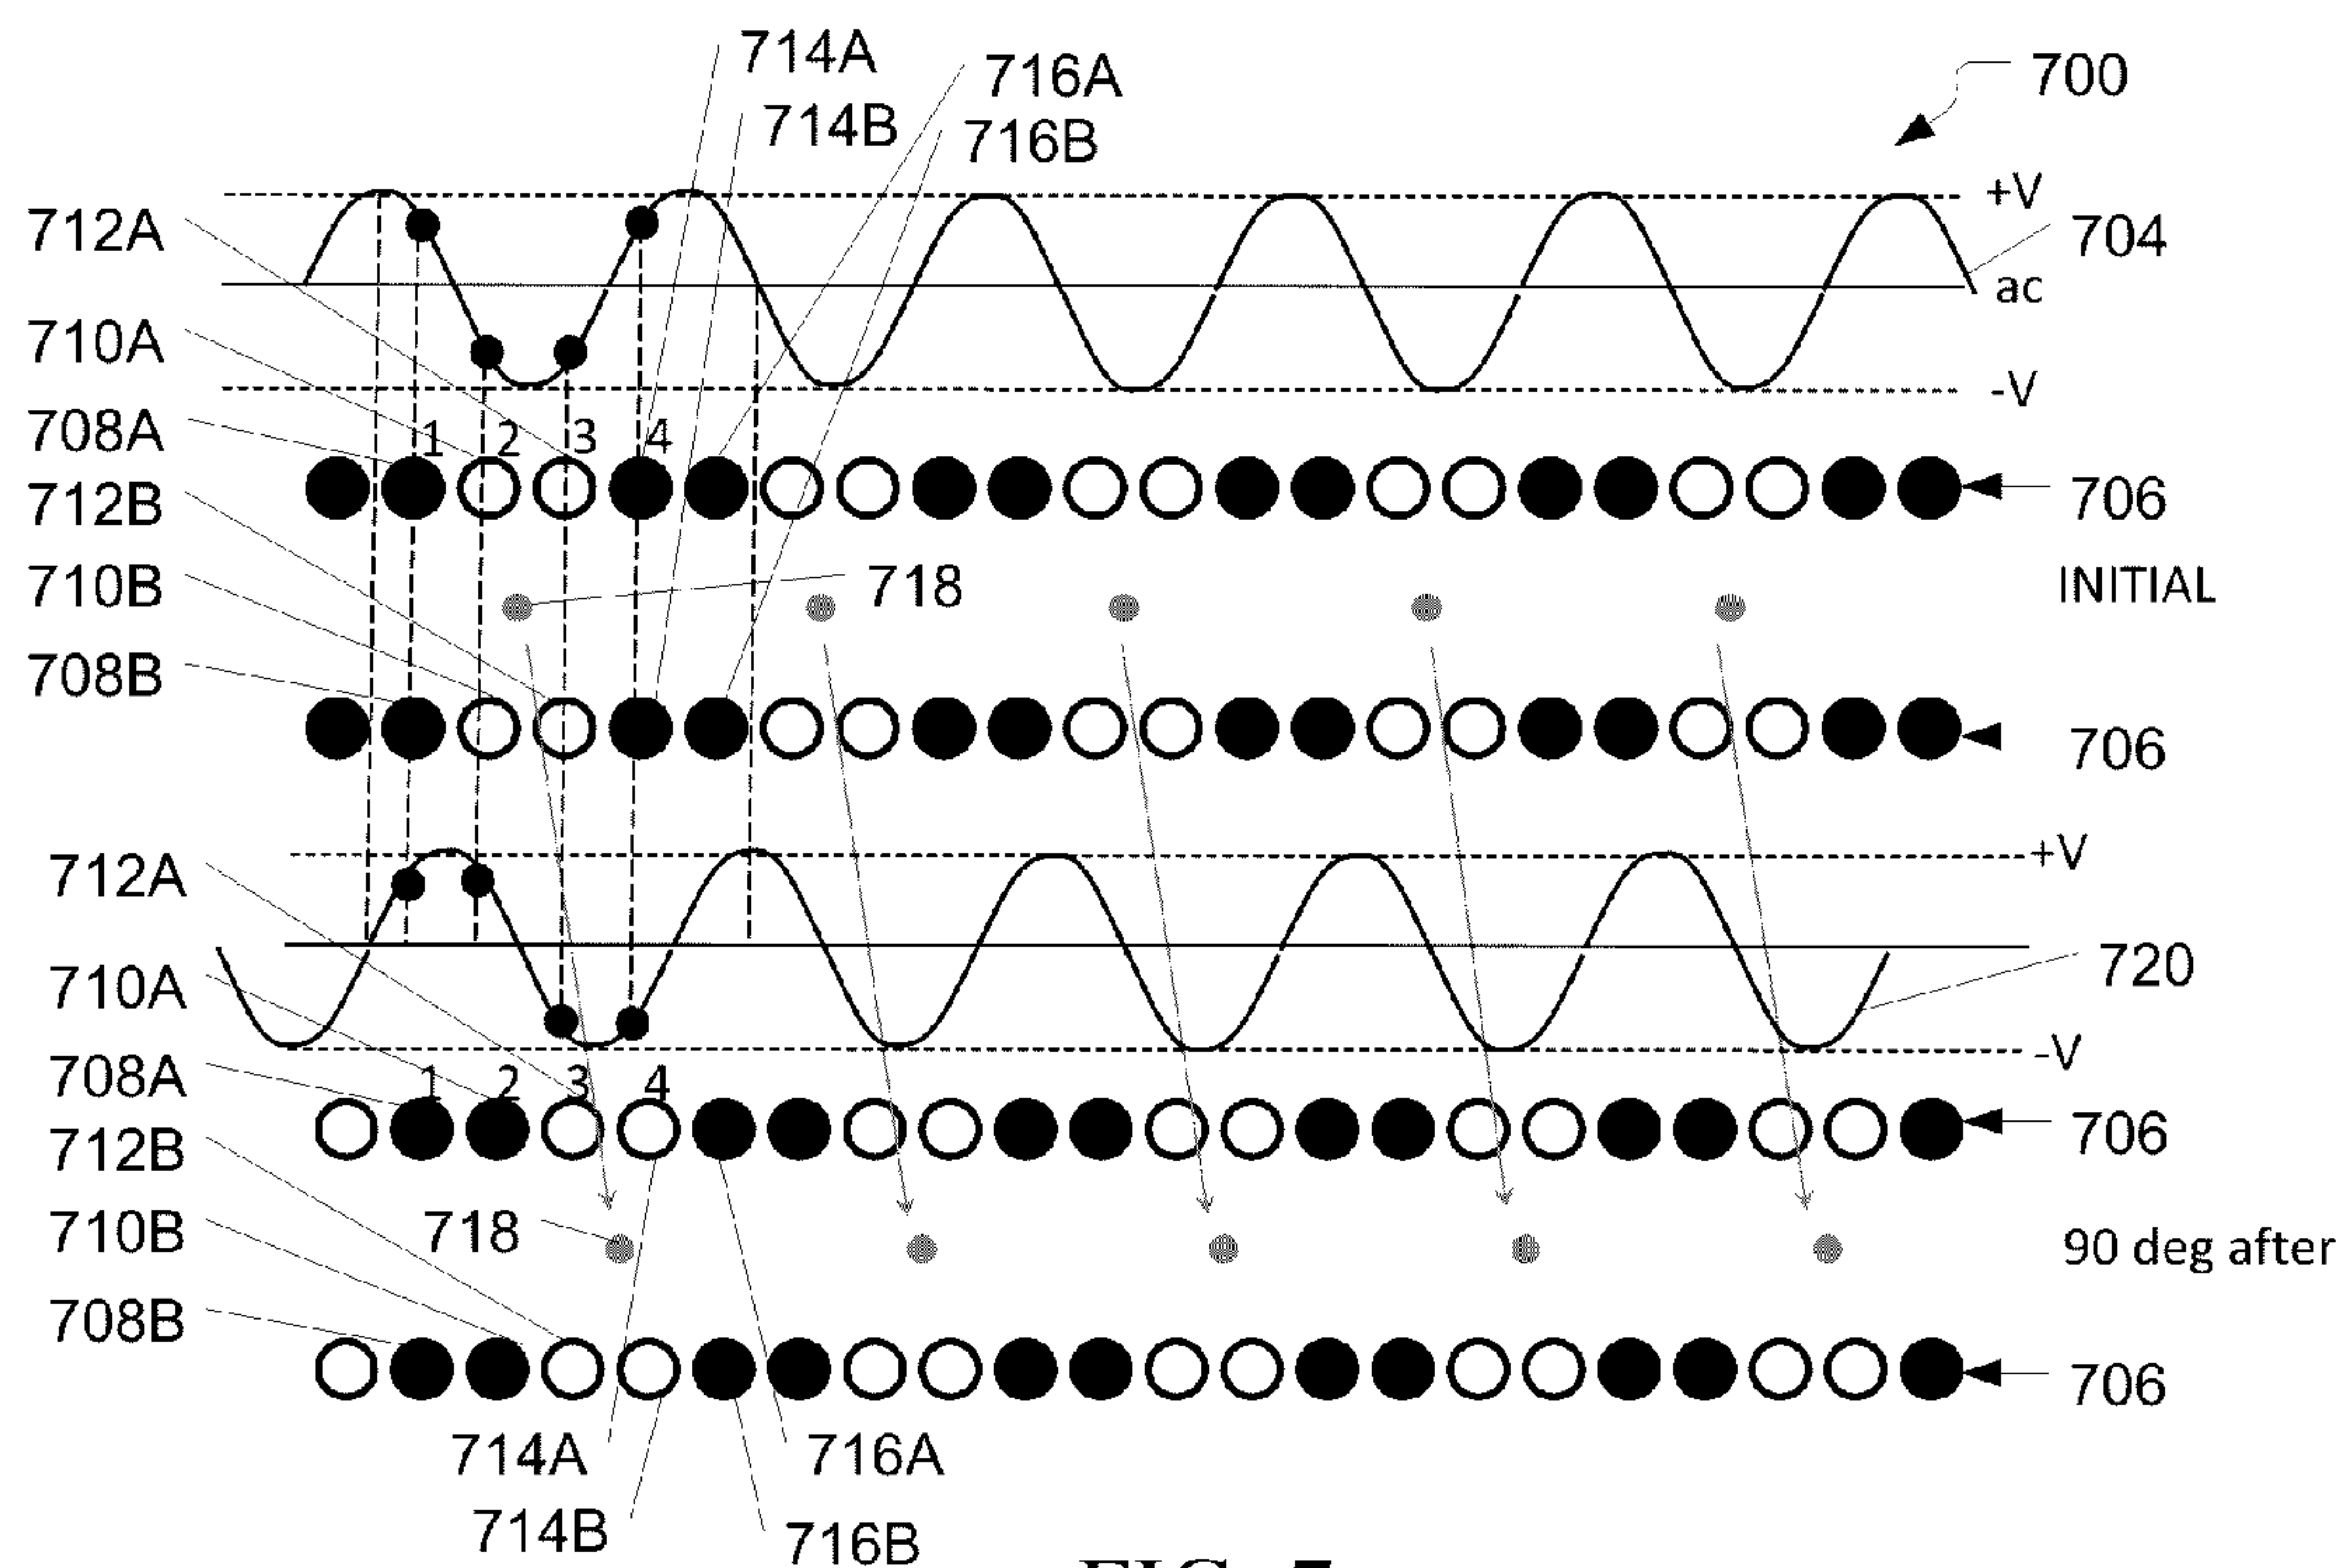 714A
716A
700
714B
716B
+V
712A
704
ac
710A
-V
708A
1 2 3 4
712B
706
710B
718
INITIAL
708B
706
+V
712A
720
710A
-V
708A
1 2 3 4
712B
706
710B
718
90 deg after
708B
706
714A
716A
714B
716B